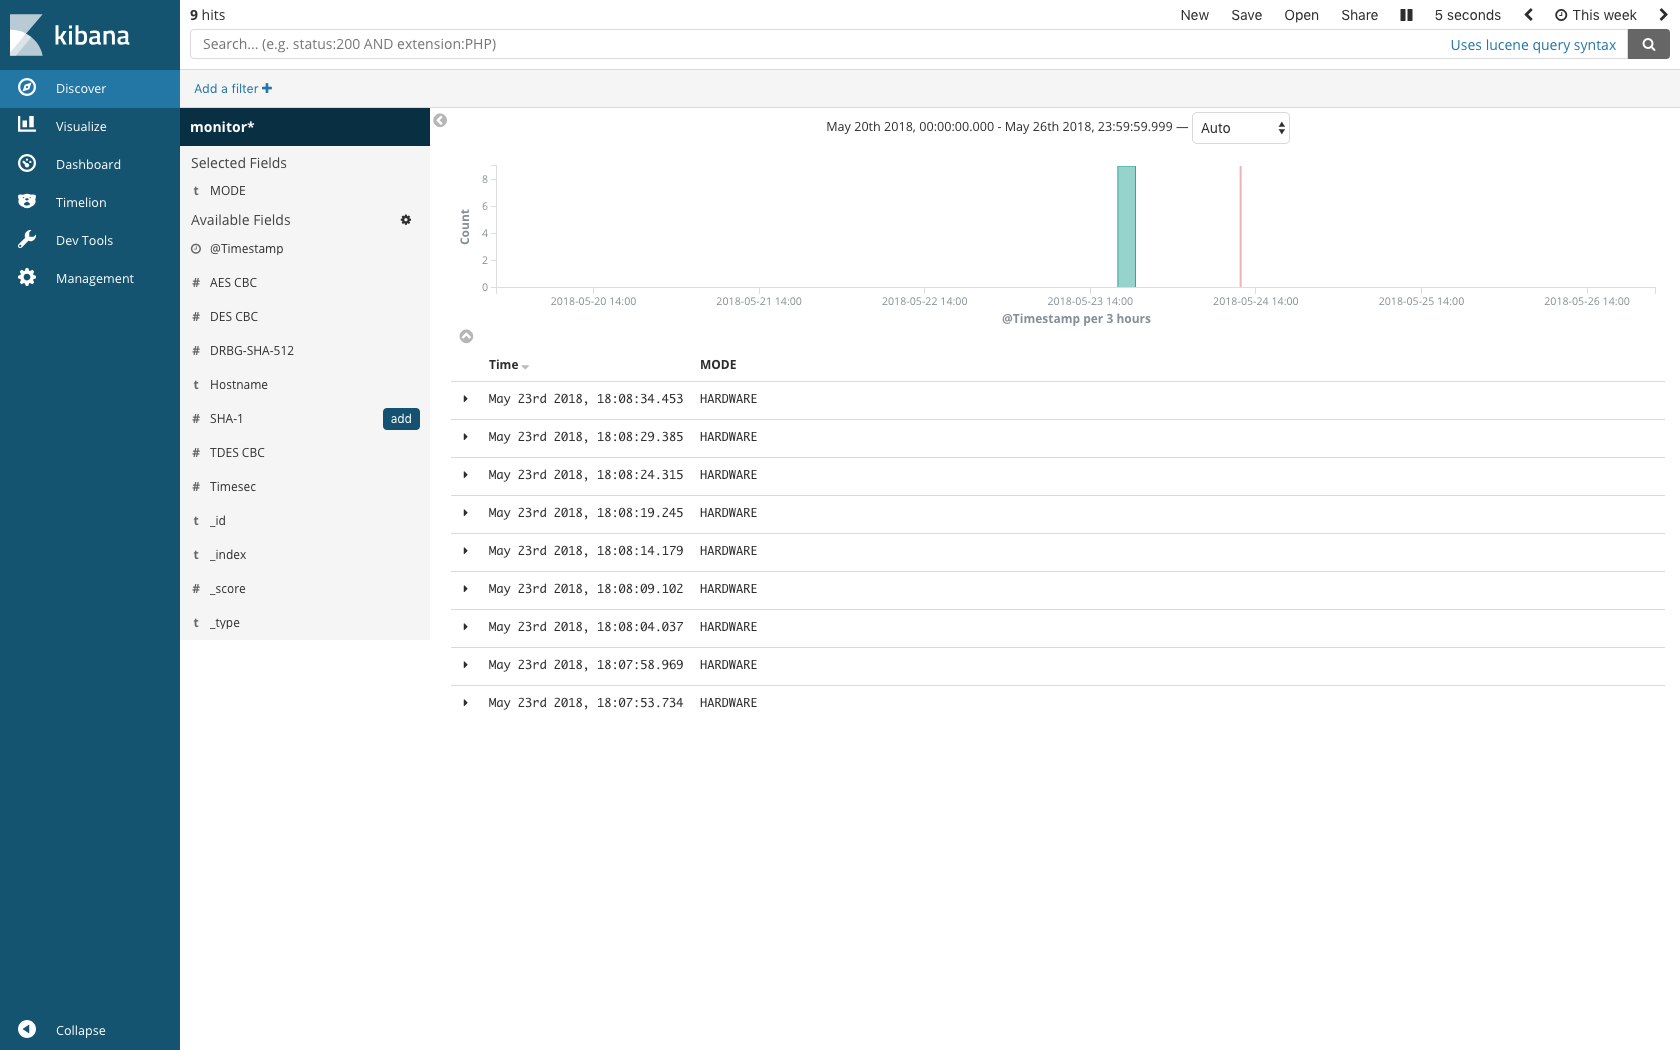 kibana
Discover
Visualize
Dashboard
Timelion
Dev Tools
Management
Collapse
9 hits
New Save Open Share 5 seconds This week
Search... (e.g. status:200 AND extension:PHP)
Uses lucene query syntax
Add a filter
monitor*
Selected Fields
t MODE
Available Fields
@Timestamp
# AES CBC
# DES CBC
# DRBG-SHA-512
t Hostname
# SHA-1 add
# TDES CBC
# Timesec
t _id
t _index
# _score
t _type
May 20th 2018, 00:00:00.000 - May 26th 2018, 23:59:59.999 — Auto
Count
8
6
4
2
0
2018-05-20 14:00 2018-05-21 14:00 2018-05-22 14:00 2018-05-23 14:00 2018-05-24 14:00 2018-05-25 14:00 2018-05-26 14:00
@Timestamp per 3 hours
Time MODE
May 23rd 2018, 18:08:34.453 HARDWARE
May 23rd 2018, 18:08:29.385 HARDWARE
May 23rd 2018, 18:08:24.315 HARDWARE
May 23rd 2018, 18:08:19.245 HARDWARE
May 23rd 2018, 18:08:14.179 HARDWARE
May 23rd 2018, 18:08:09.102 HARDWARE
May 23rd 2018, 18:08:04.037 HARDWARE
May 23rd 2018, 18:07:58.969 HARDWARE
May 23rd 2018, 18:07:53.734 HARDWARE